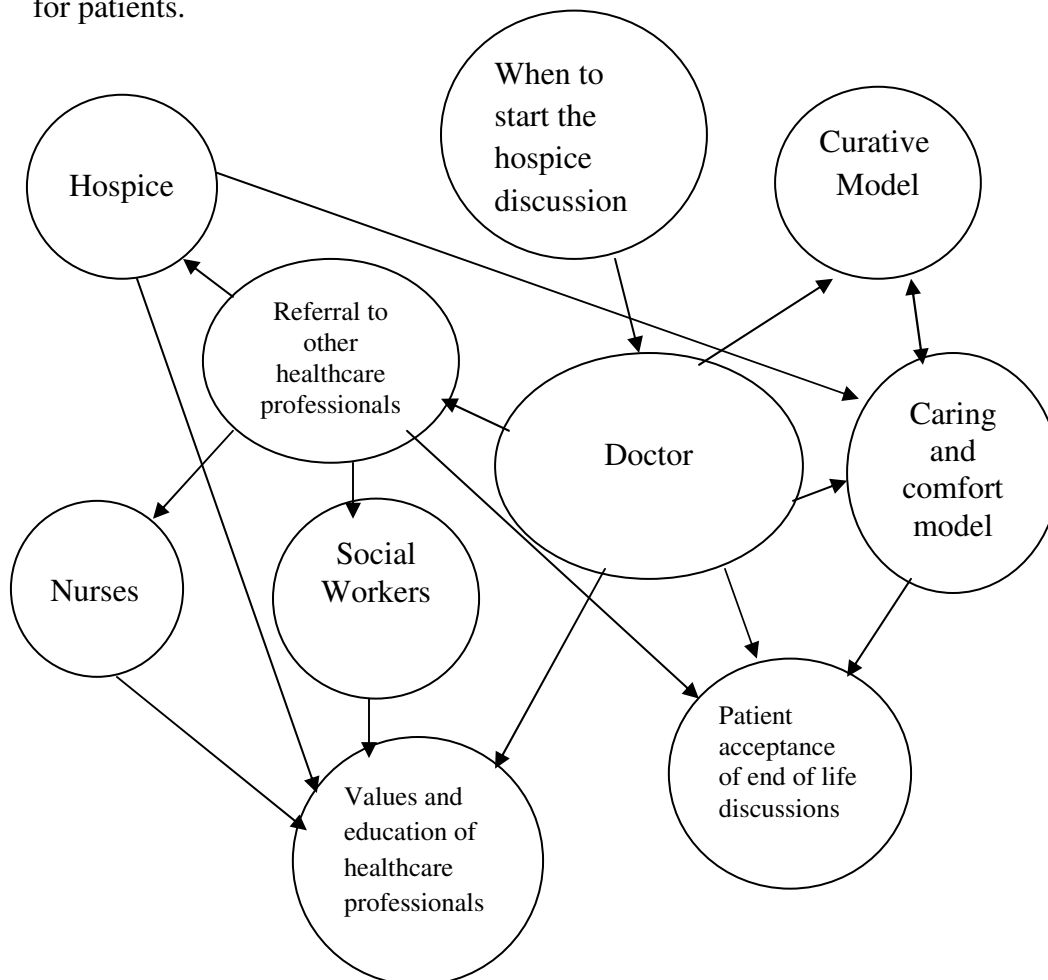 for patients.
When to
start the
hospice
discussion
Curative
Model
Hospice
Referral to
other
healthcare
professionals
Doctor
Caring
and
comfort
model
Nurses
Social
Workers
Patient
acceptance
of end of life
discussions
Values and
education of
healthcare
professionals